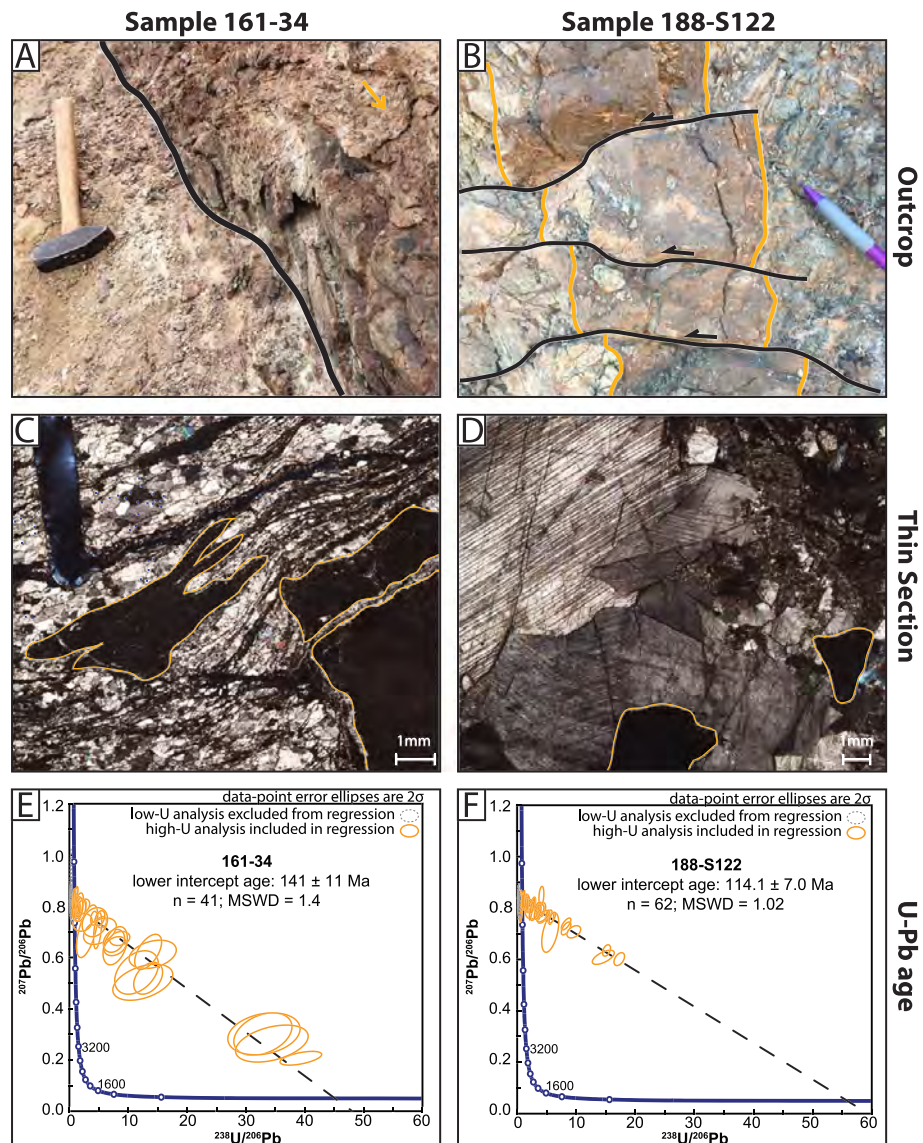 Sample 161-34
Sample 188-S122
A
B
Outcrop
C
1mm
D
1mm
Thin Section
E
data-point error ellipses are 2σ
low-U analysis excluded from regression
high-U analysis included in regression
161-34
lower intercept age: 141 ± 11 Ma
n = 41; MSWD = 1.4
1.2
1.0
0.8
0.6
0.4
0.2
0.0
²⁰⁷Pb/²⁰⁶Pb
3200
1600
0
10
20
30
40
50
60
²³⁸U/²⁰⁶Pb
F
data-point error ellipses are 2σ
low-U analysis excluded from regression
high-U analysis included in regression
188-S122
lower intercept age: 114.1 ± 7.0 Ma
n = 62; MSWD = 1.02
1.2
1.0
0.8
0.6
0.4
0.2
0.0
²⁰⁷Pb/²⁰⁶Pb
3200
1600
0
10
20
30
40
50
60
²³⁸U/²⁰⁶Pb
U-Pb age